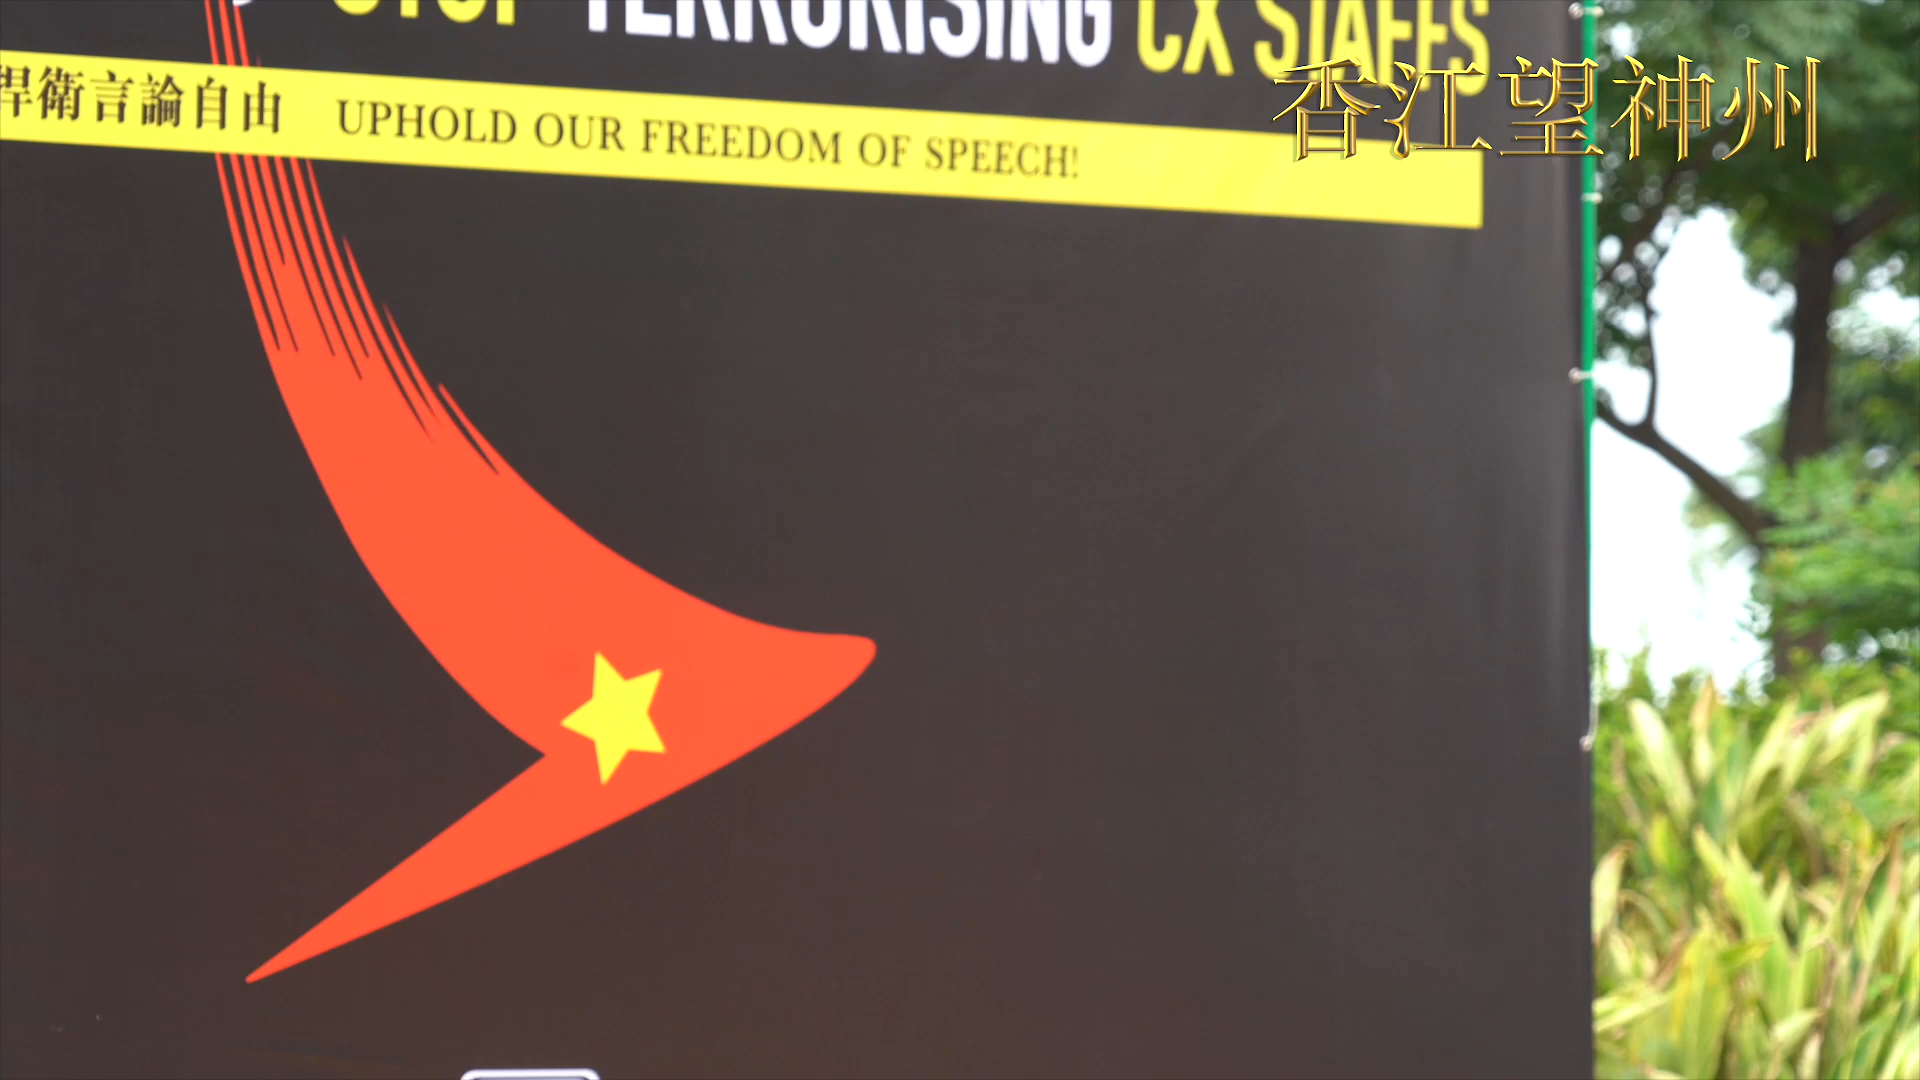 STOP TERRORISING CX STAFFS
香江望神州
捍衛言論自由 UPHOLD OUR FREEDOM OF SPEECH!